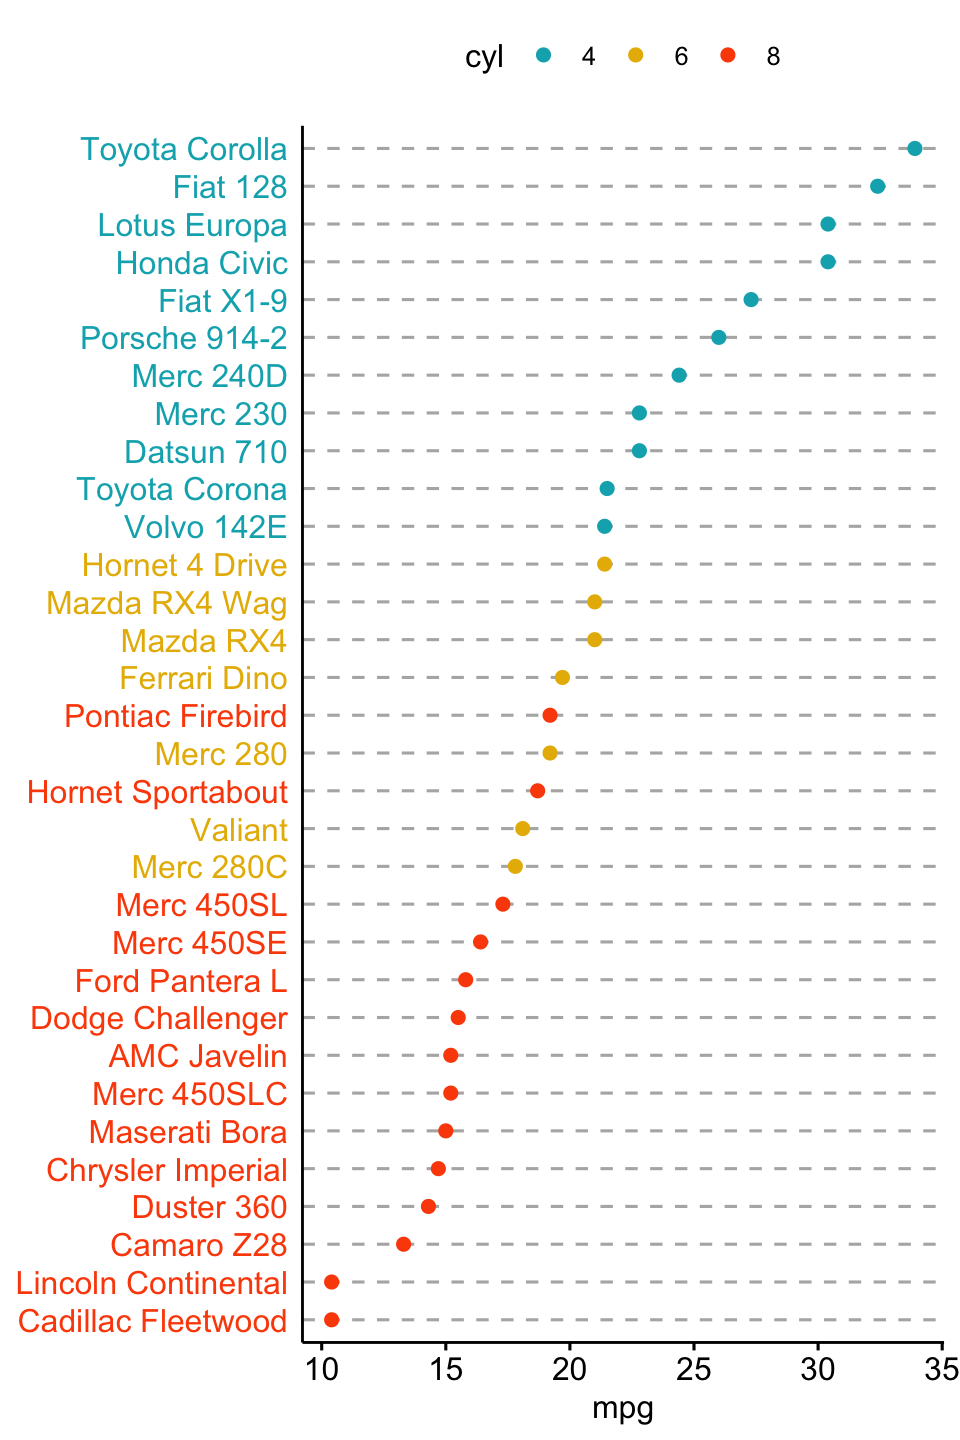 cyl 4 6 8
Toyota Corolla
Fiat 128
Lotus Europa
Honda Civic
Fiat X1-9
Porsche 914-2
Merc 240D
Merc 230
Datsun 710
Toyota Corona
Volvo 142E
Hornet 4 Drive
Mazda RX4 Wag
Mazda RX4
Ferrari Dino
Pontiac Firebird
Merc 280
Hornet Sportabout
Valiant
Merc 280C
Merc 450SL
Merc 450SE
Ford Pantera L
Dodge Challenger
AMC Javelin
Merc 450SLC
Maserati Bora
Chrysler Imperial
Duster 360
Camaro Z28
Lincoln Continental
Cadillac Fleetwood
10 15 20 25 30 35
mpg